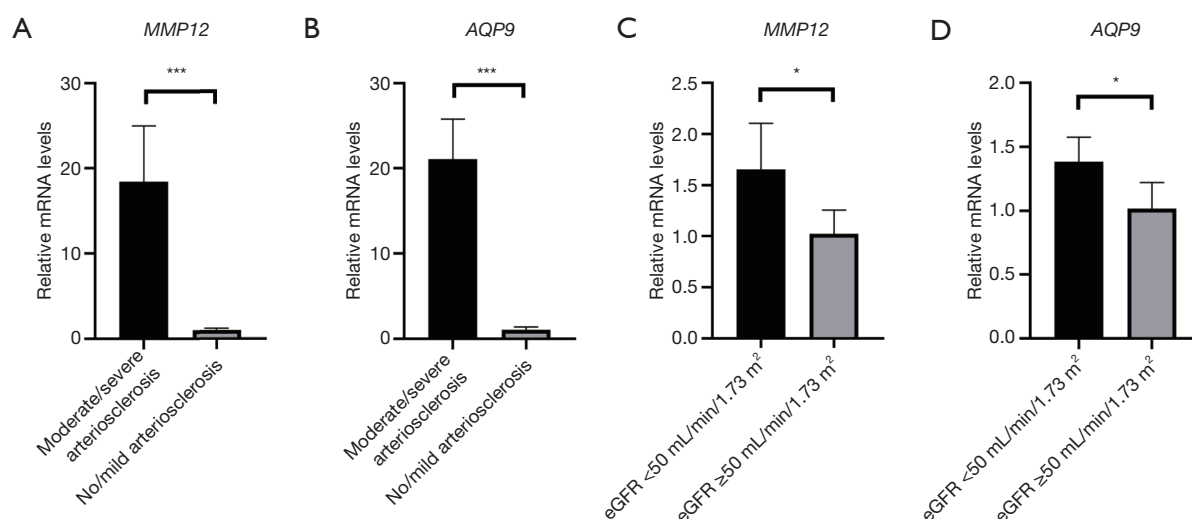 A
MMP12
Relative mRNA levels
30
20
10
0
***
Moderate/severe
arteriosclerosis
No/mild arteriosclerosis
B
AQP9
Relative mRNA levels
30
20
10
0
***
Moderate/severe
arteriosclerosis
No/mild arteriosclerosis
C
MMP12
Relative mRNA levels
2.5
2.0
1.5
1.0
0.5
0.0
*
eGFR <50 mL/min/1.73 m²
eGFR ≥50 mL/min/1.73 m²
D
AQP9
Relative mRNA levels
2.0
1.5
1.0
0.5
0.0
*
eGFR <50 mL/min/1.73 m²
eGFR ≥50 mL/min/1.73 m²